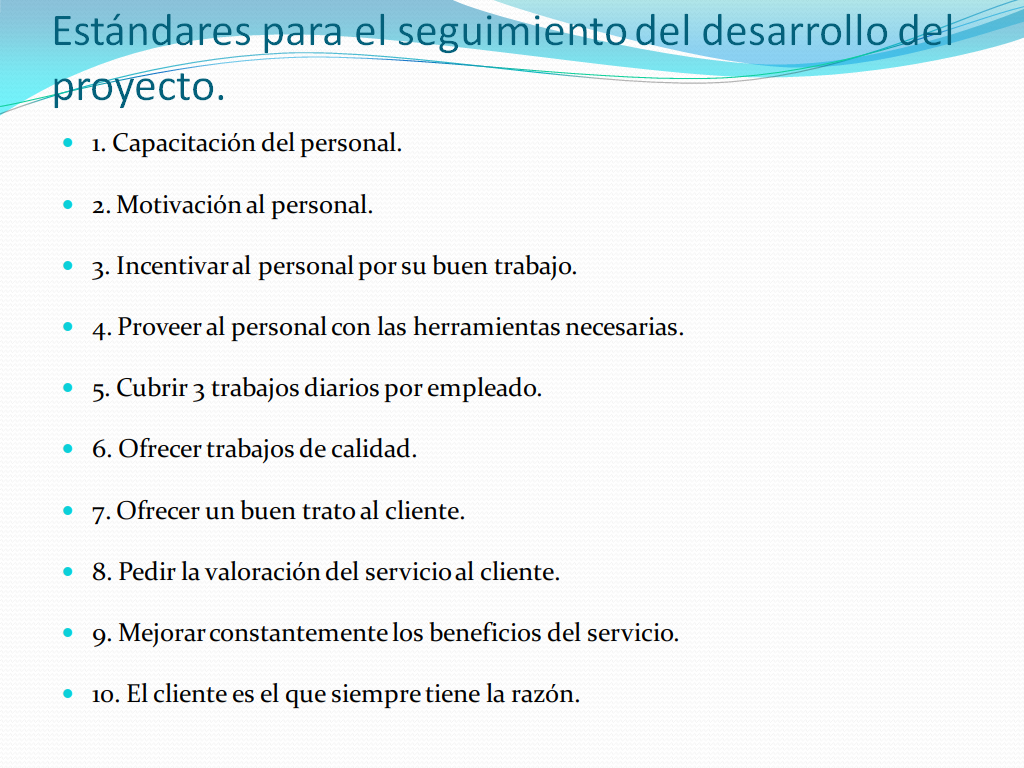 Estándares para el seguimiento del desarrollo del
proyecto.
• 1. Capacitación del personal.
• 2. Motivación al personal.
• 3. Incentivar al personal por su buen trabajo.
• 4. Proveer al personal con las herramientas necesarias.
• 5. Cubrir 3 trabajos diarios por empleado.
• 6. Ofrecer trabajos de calidad.
• 7. Ofrecer un buen trato al cliente.
• 8. Pedir la valoración del servicio al cliente.
• 9. Mejorar constantemente los beneficios del servicio.
• 10. El cliente es el que siempre tiene la razón.